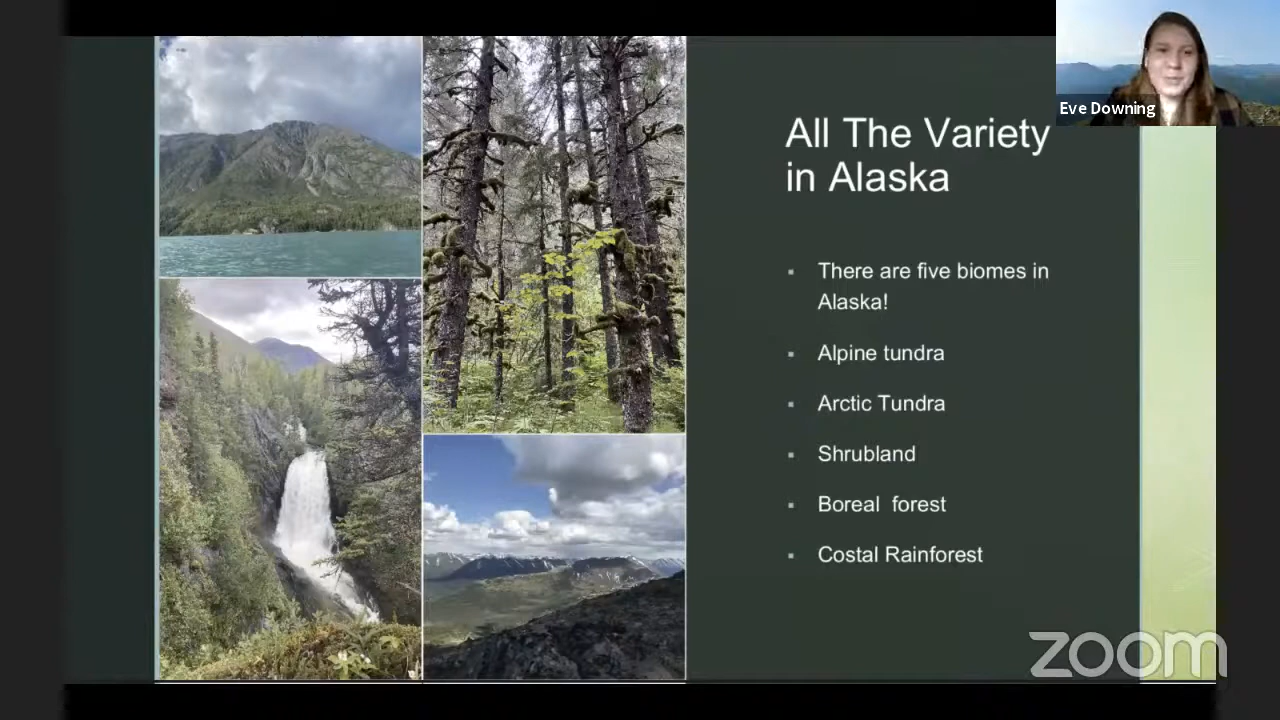 Eve Downing
All The Variety
in Alaska
There are five biomes in
Alaska!
Alpine tundra
Arctic Tundra
Shrubland
Boreal  forest
Costal Rainforest
zoom